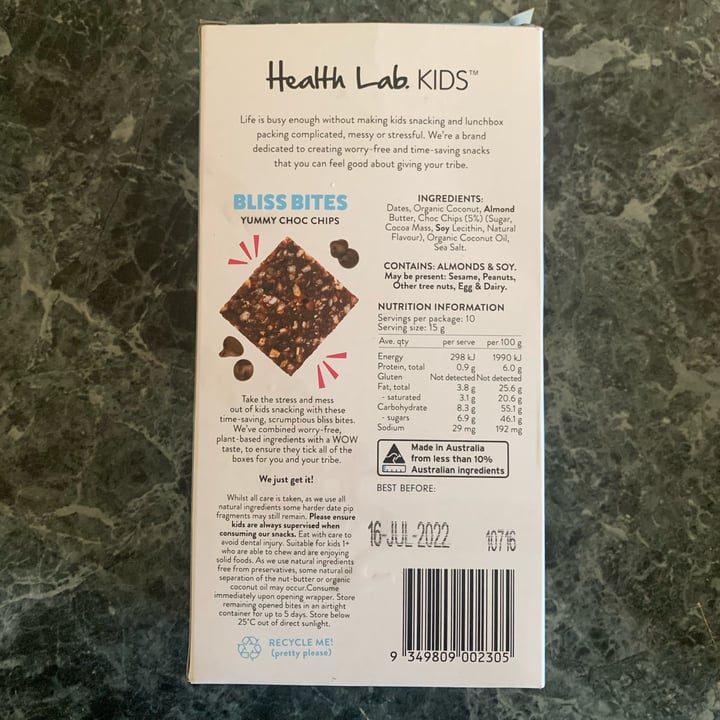 Health Lab. KIDS™
Life is busy enough without making kids snacking and lunchbox
packing complicated, messy or stressful. We're a brand
dedicated to creating worry-free and time-saving snacks
that you can feel good about giving your tribe.
BLISS BITES
YUMMY CHOC CHIPS
Take the stress and mess
out of kids snacking with these
time-saving, scrumptious bliss bites.
We've combined worry-free,
plant-based ingredients with a WOW
taste, to ensure they tick all of the
boxes for you and your tribe.
We just get it!
Whilst all care is taken, as we use all
natural ingredients some harder date pip
fragments may still remain. Please ensure
kids are always supervised when
consuming our snacks. Eat with care to
avoid dental injury. Suitable for kids 1+
who are able to chew and are enjoying
solid foods. As we use natural ingredients
free from preservatives, some natural oil
separation of the nut-butter or organic
coconut oil may occur.Consume
immediately upon opening wrapper. Store
remaining opened bites in an airtight
container for up to 5 days. Store below
25°C out of direct sunlight.
RECYCLE ME!
(pretty please)
INGREDIENTS:
Dates, Organic Coconut, Almond
Butter, Choc Chips (5%) (Sugar,
Cocoa Mass, Soy Lecithin, Natural
Flavour), Organic Coconut Oil,
Sea Salt.
CONTAINS: ALMONDS & SOY.
May be present: Sesame, Peanuts,
Other tree nuts, Egg & Dairy.
NUTRITION INFORMATION
Servings per package: 10
Serving size: 15 g
Ave. qty per serve per 100 g
Energy 298 kJ 1990 kJ
Protein, total 0.9 g 6.0 g
Gluten Not detected Not detected
Fat, total 3.8 g 25.6 g
- saturated 3.1 g 20.6 g
Carbohydrate 8.3 g 55.1 g
- sugars 6.9 g 46.1 g
Sodium 29 mg 192 mg
Made in Australia
from less than 10%
Australian ingredients
BEST BEFORE:
16-JUL-2022 10716
9 349809 002305